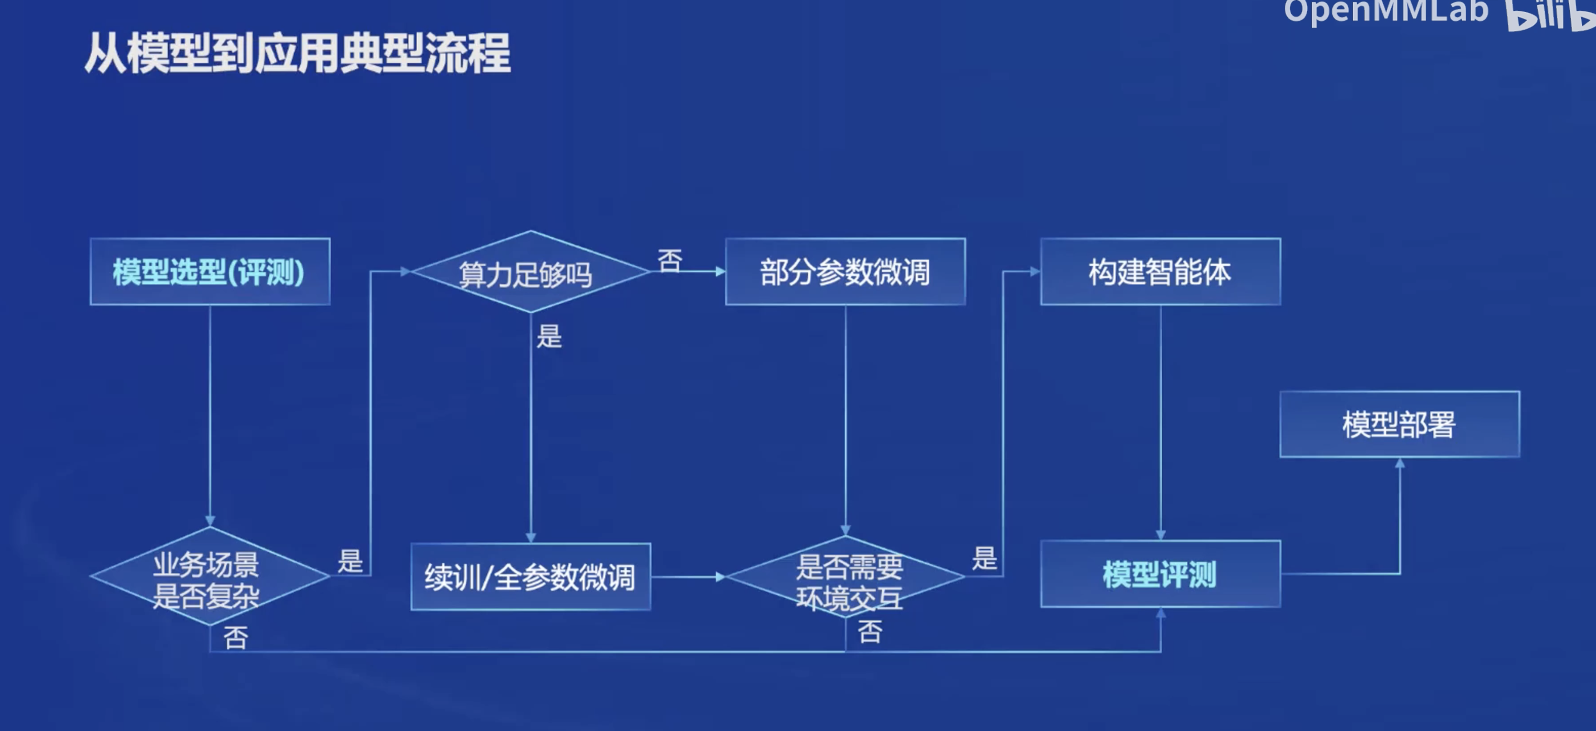 OpenMMLab
从模型到应用典型流程
模型选型(评测)
算力足够吗
否
部分参数微调
构建智能体
是
模型部署
业务场景
是否复杂
是
续训/全参数微调
是否需要
环境交互
是
模型评测
否
否